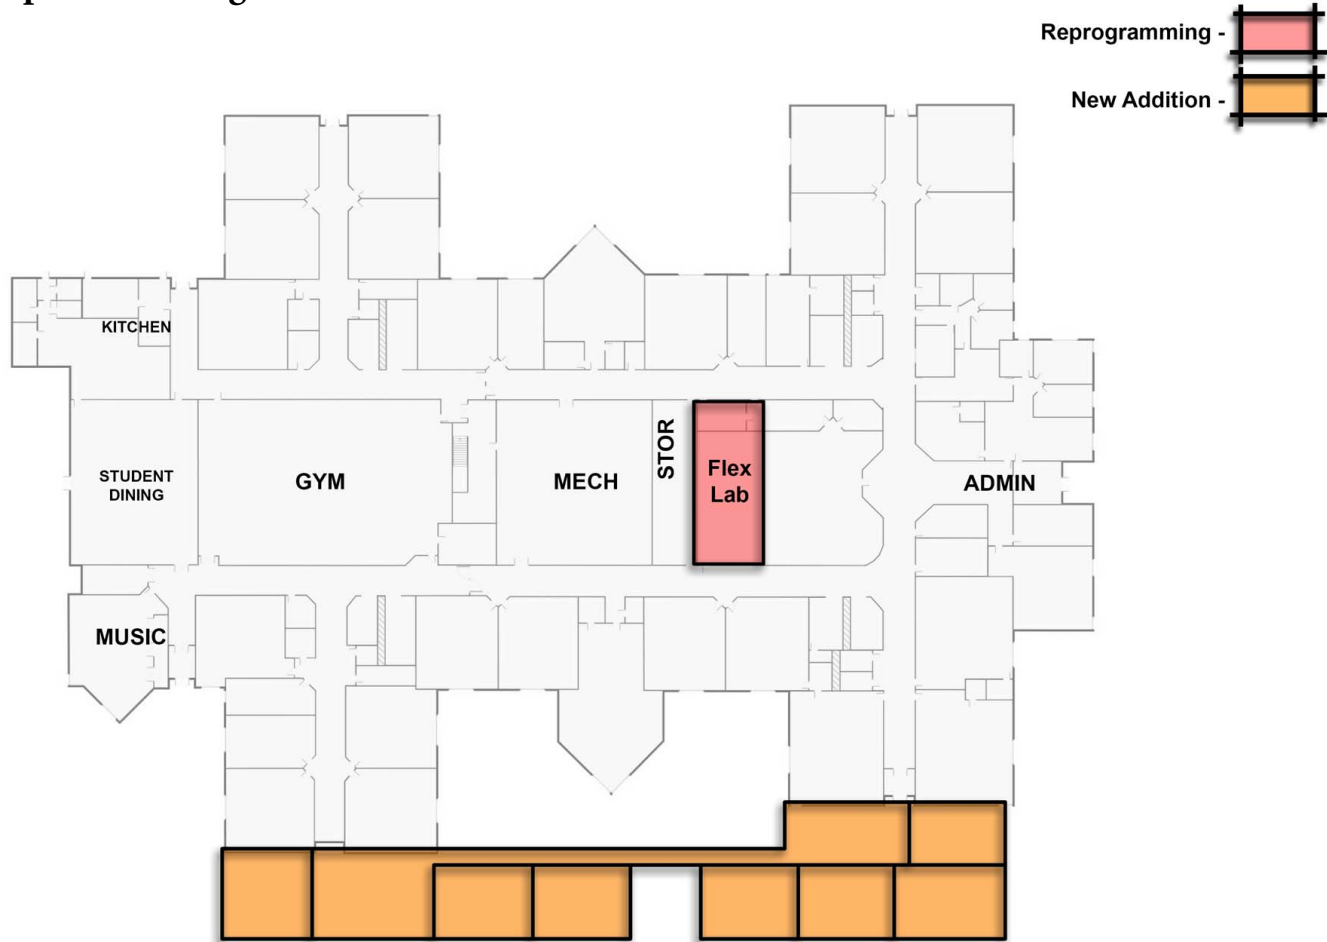 Reprogramming -
New Addition -
KITCHEN
STUDENT
DINING
GYM
MECH
STOR
Flex
Lab
ADMIN
MUSIC